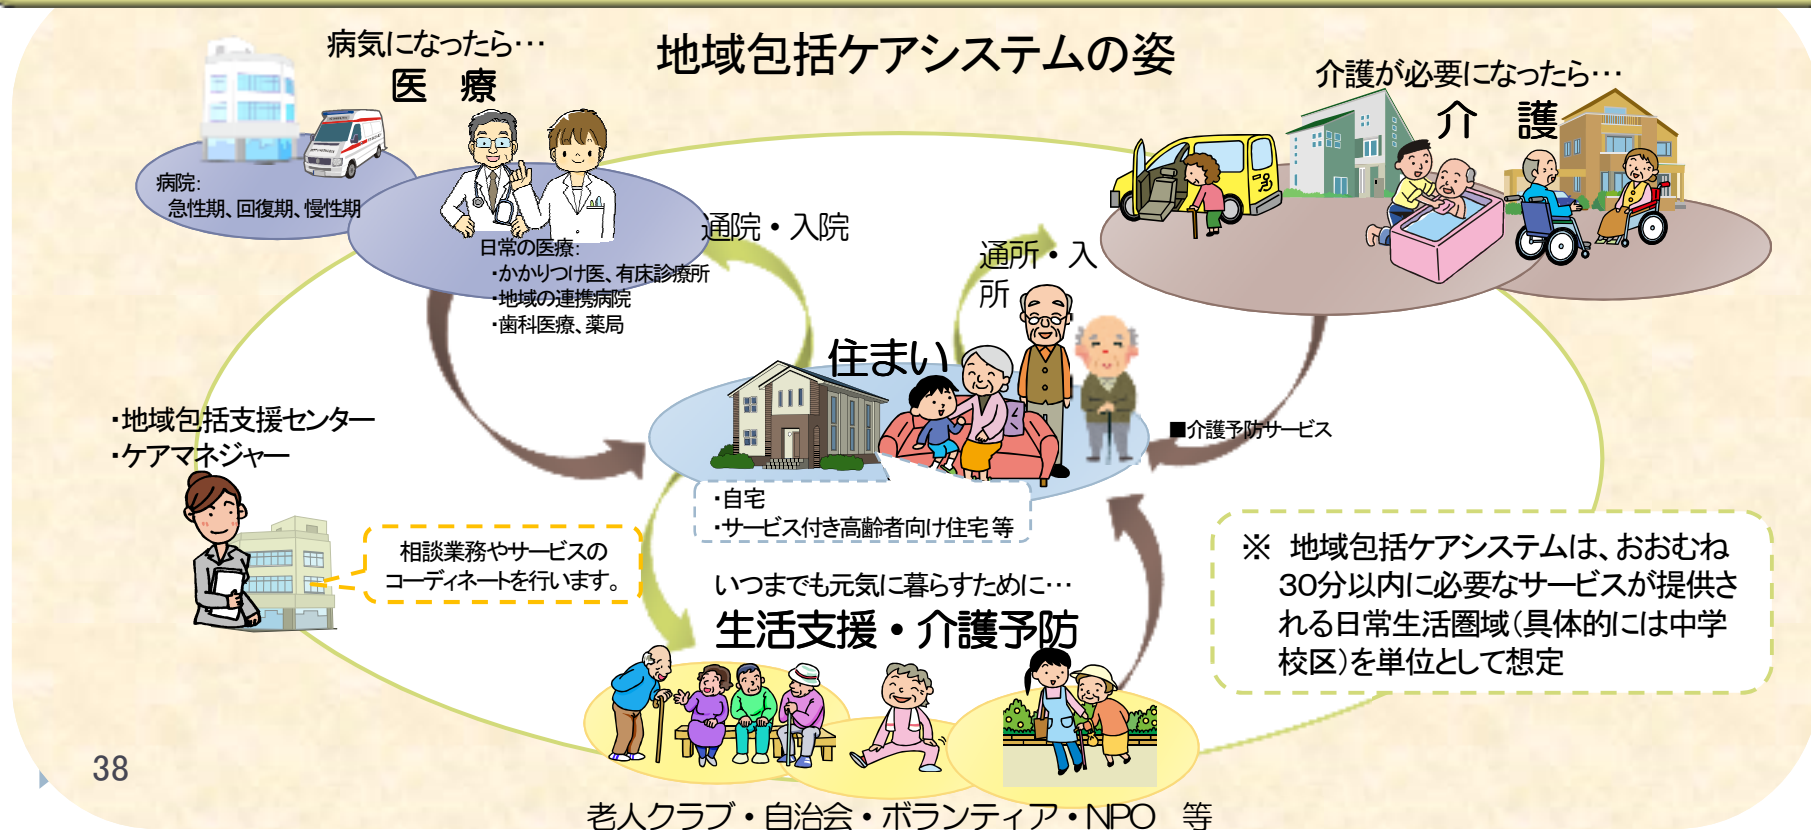 地域包括ケアシステムの姿
病気になったら…
医 療
病院:
急性期、回復期、慢性期
日常の医療:
・かかりつけ医、有床診療所
・地域の連携病院
・歯科医療、薬局
通院・入院
介護が必要になったら…
介 護
通所・入
所
住まい
■介護予防サービス
・自宅
・サービス付き高齢者向け住宅 等
・地域包括支援センター
・ケアマネジャー
相談業務やサービスの
コーディネートを行います。
いつまでも元気に暮らすために…
生活支援・介護予防
※ 地域包括ケアシステムは、おおむね
30分以内に必要なサービスが提供さ
れる日常生活圏域(具体的には中学
校区)を単位として想定
老人クラブ・自治会・ボランティア・NPO 等
38